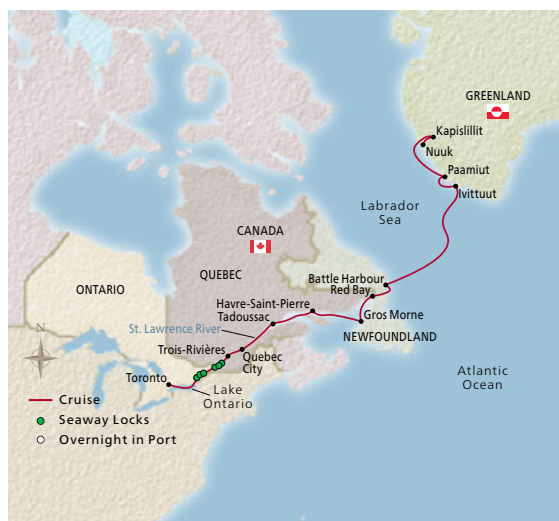 GREENLAND
Kapislillit
Nuuk
Paamiut
Ivittuut
Labrador
Sea
CANADA
QUEBEC
Battle Harbour
Red Bay
ONTARIO
Havre-Saint-Pierre
Tadoussac
Gros Morne
St. Lawrence River
NEWFOUNDLAND
N
Trois-Rivières
Quebec
City
Toronto
Atlantic
Ocean
Lake
Ontario
Cruise
Seaway Locks
Overnight in Port